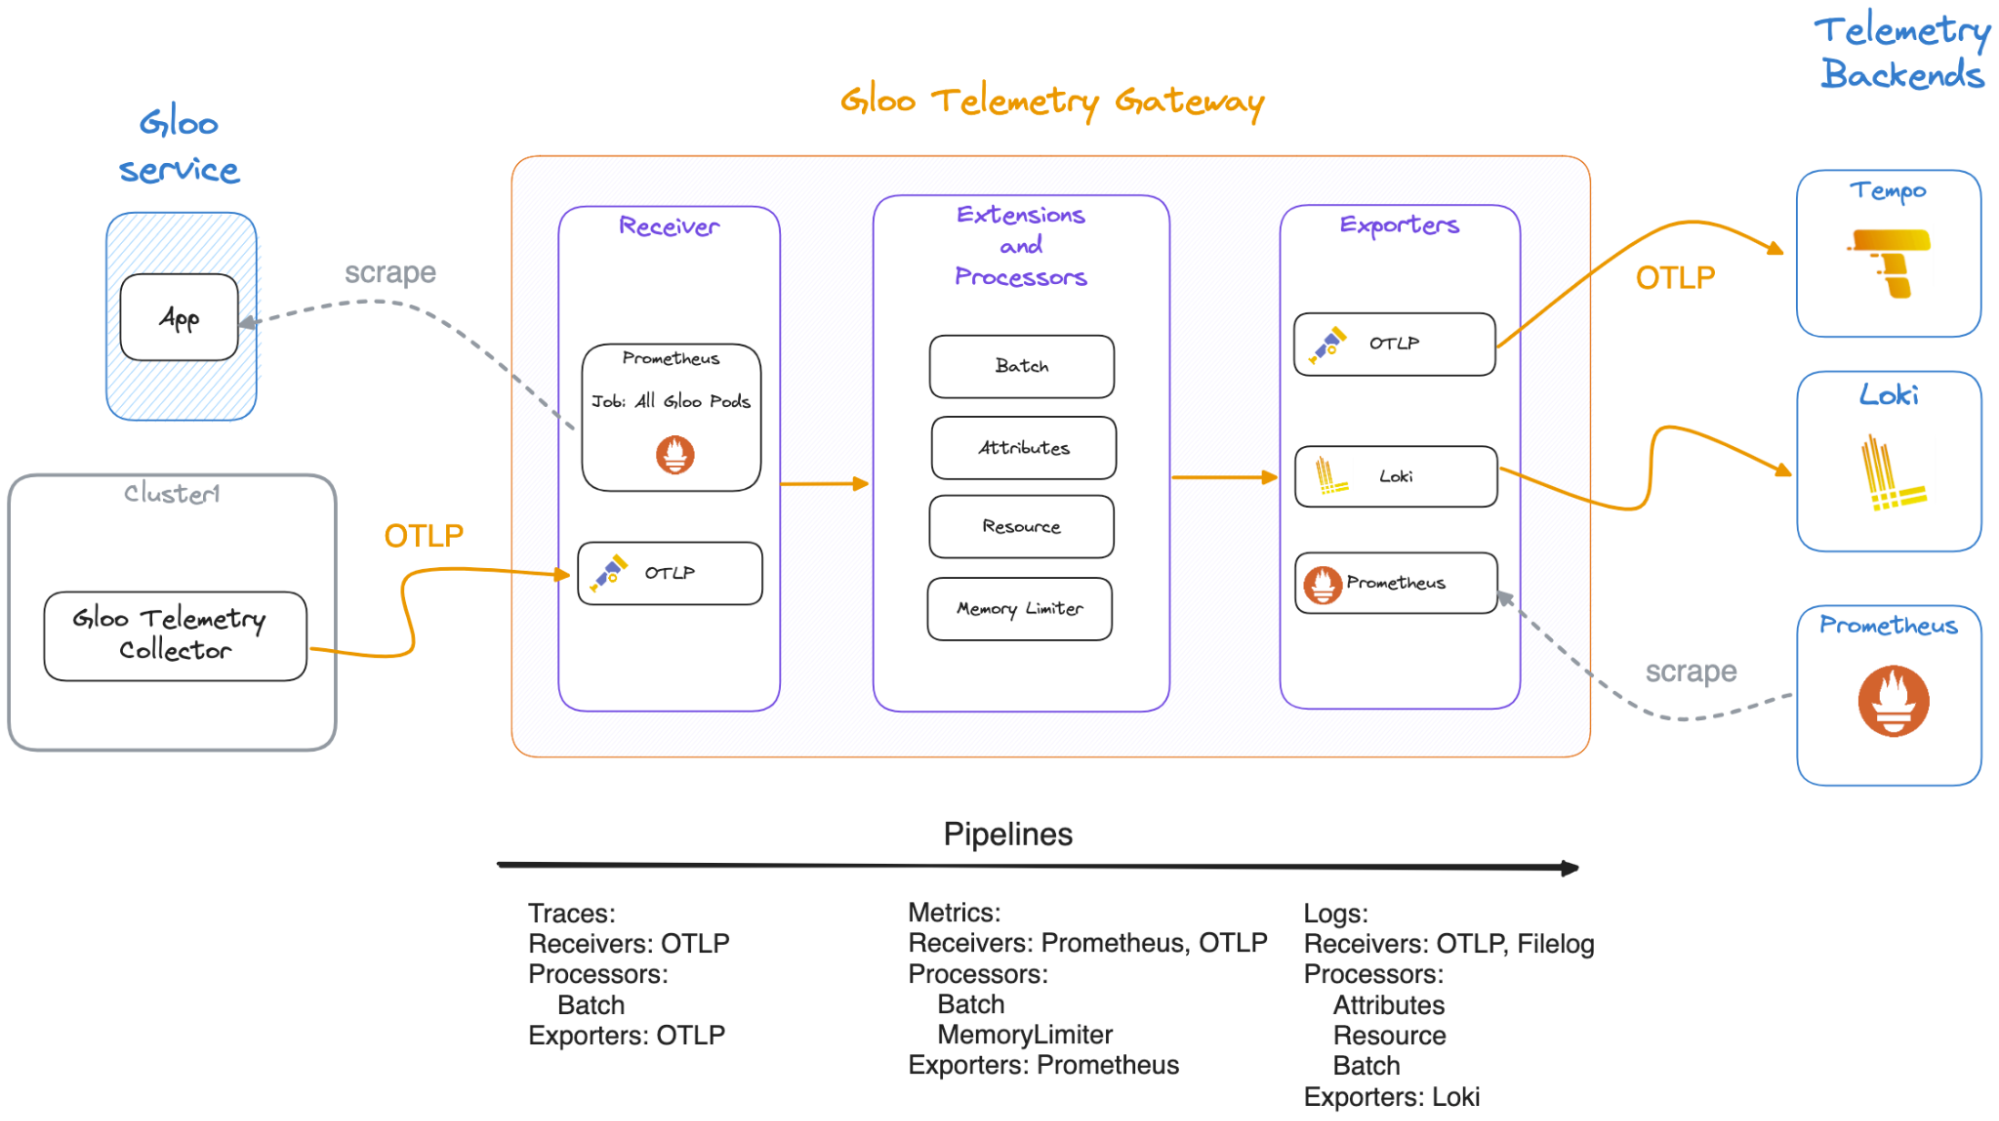 Telemetry
Backends
Gloo Telemetry Gateway
Gloo
service
App
scrape
Cluster1
Gloo Telemetry
Collector
OTLP
Receiver
Prometheus
Job: All Gloo Pods
OTLP
Extensions
and
Processors
Batch
Attributes
Resource
Memory Limiter
Exporters
OTLP
Loki
Prometheus
OTLP
scrape
Tempo
Loki
Prometheus
Pipelines
Traces:
Receivers: OTLP
Processors:
Batch
Exporters: OTLP
Metrics:
Receivers: Prometheus, OTLP
Processors:
Batch
MemoryLimiter
Exporters: Prometheus
Logs:
Receivers: OTLP, Filelog
Processors:
Attributes
Resource
Batch
Exporters: Loki